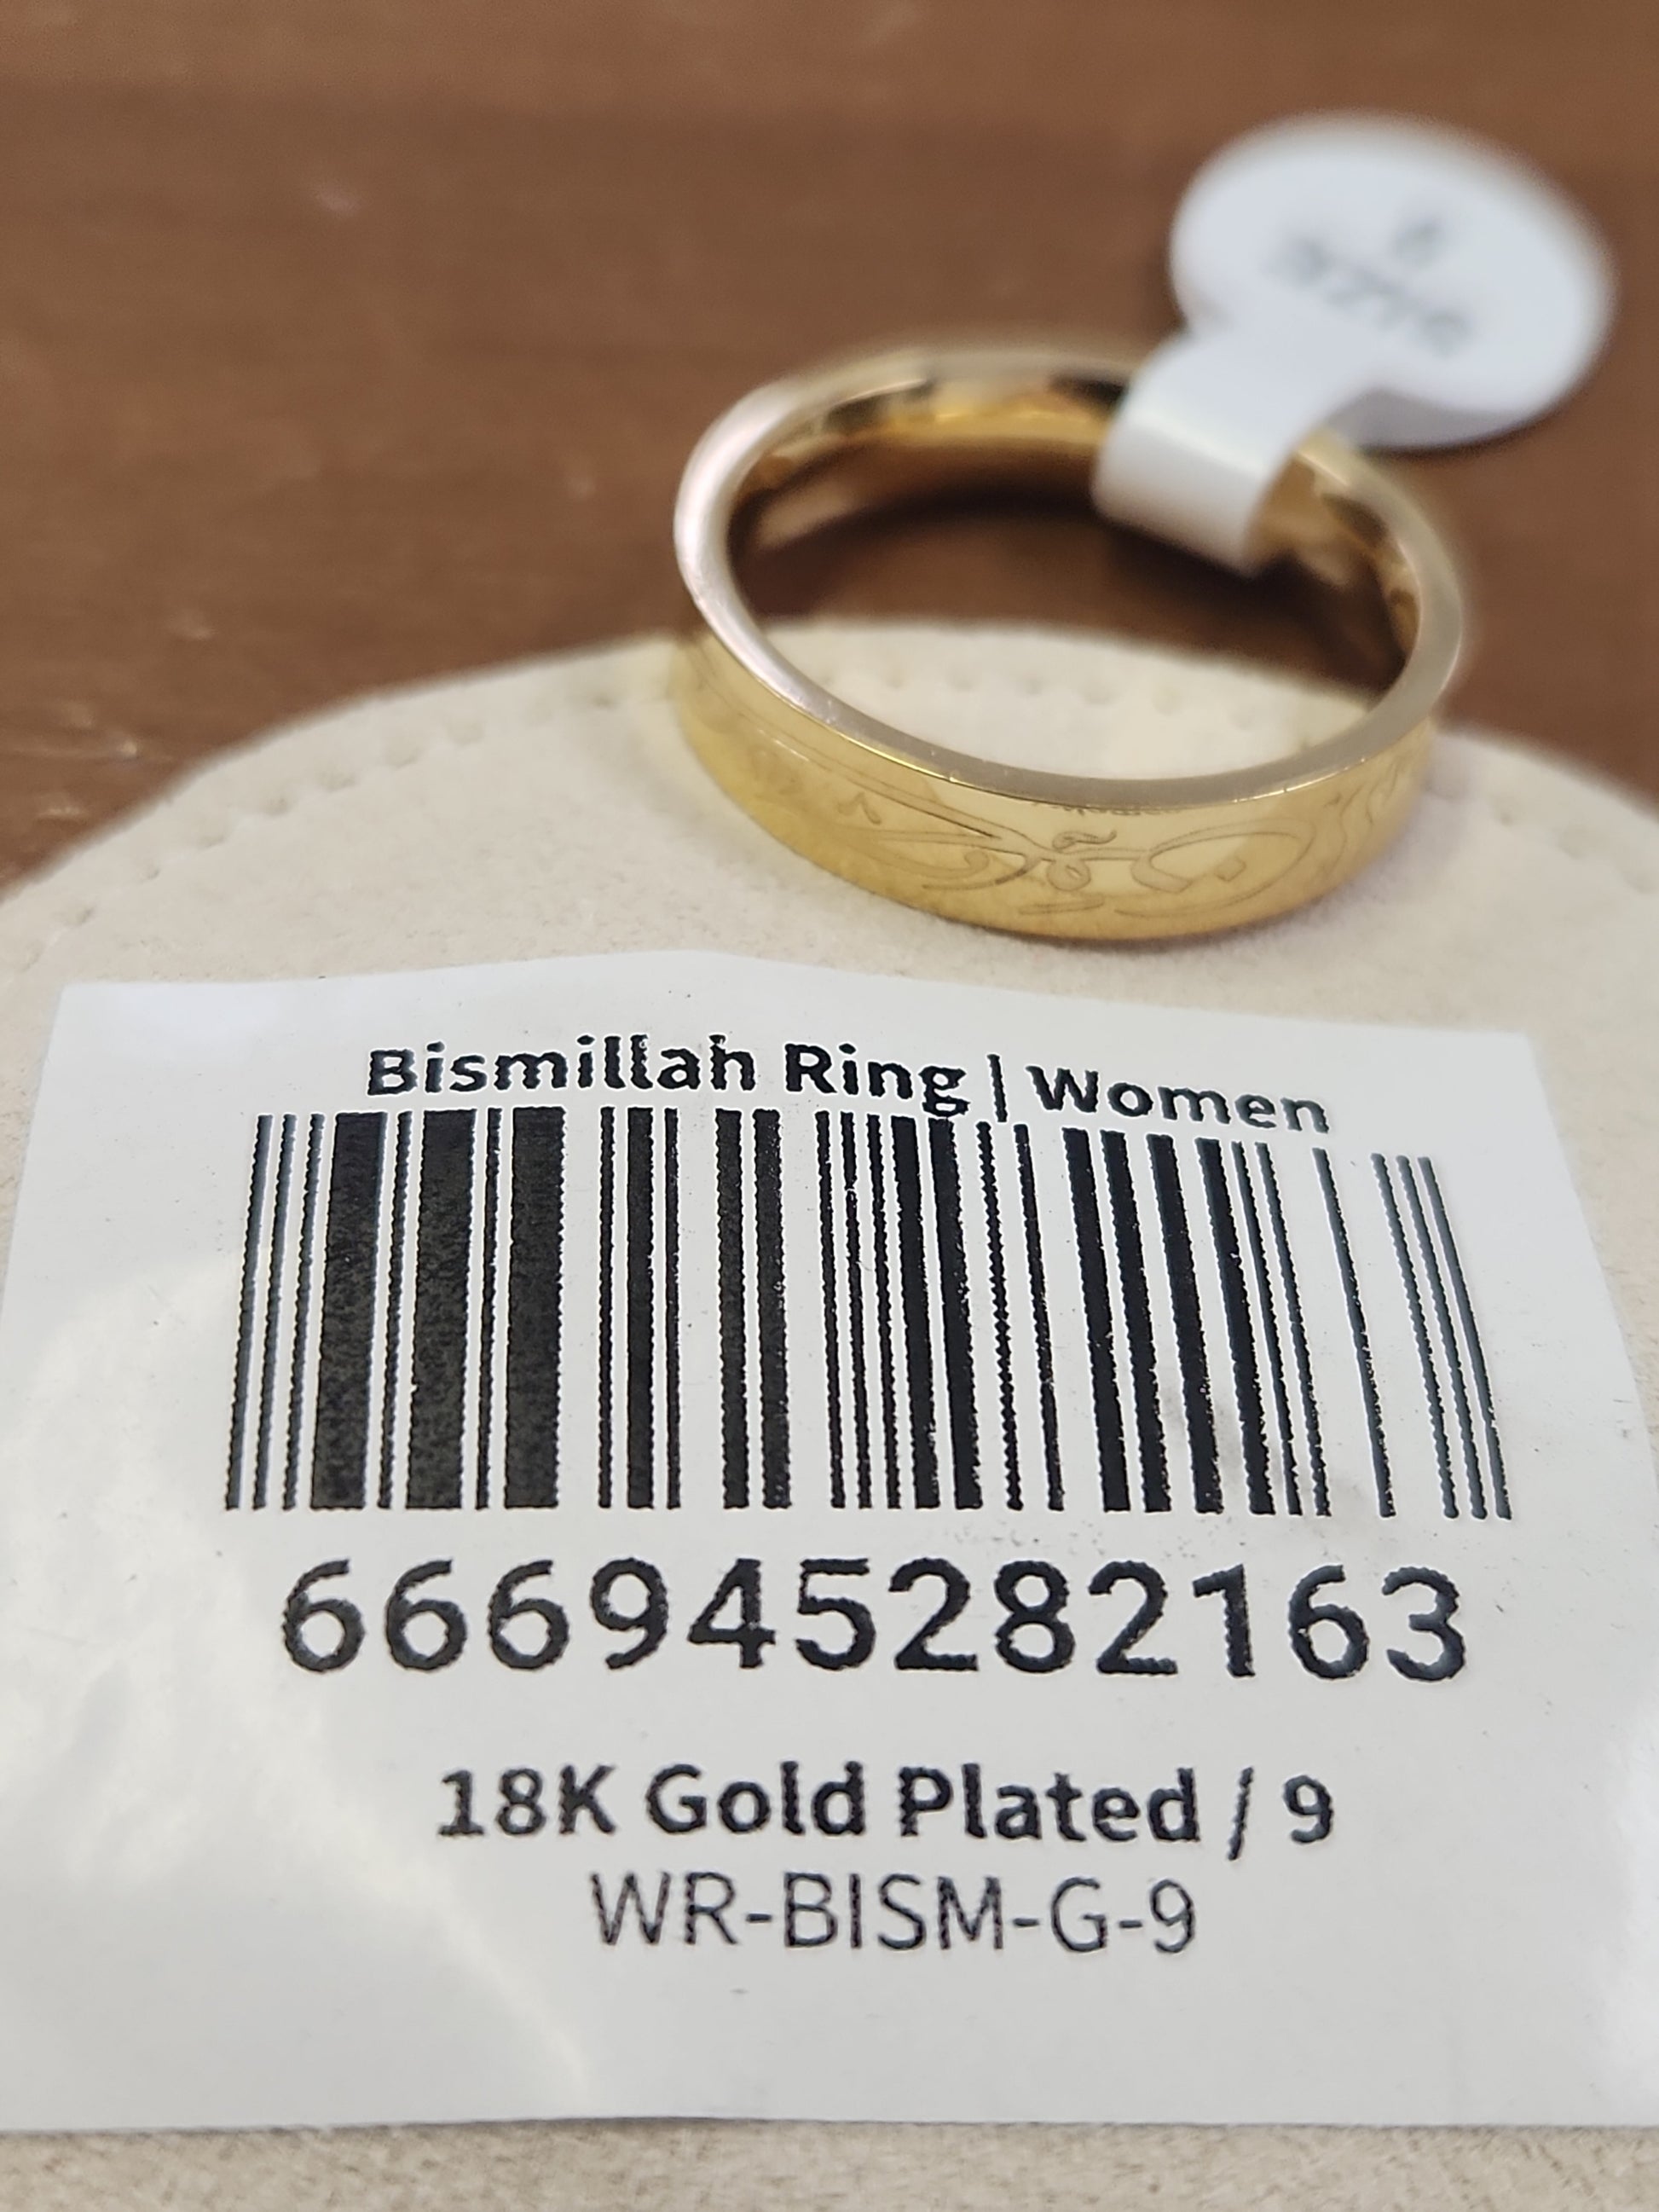 Bismillah Ring | Women
666945282163
18K Gold Plated / 9
WR-BISM-G-9